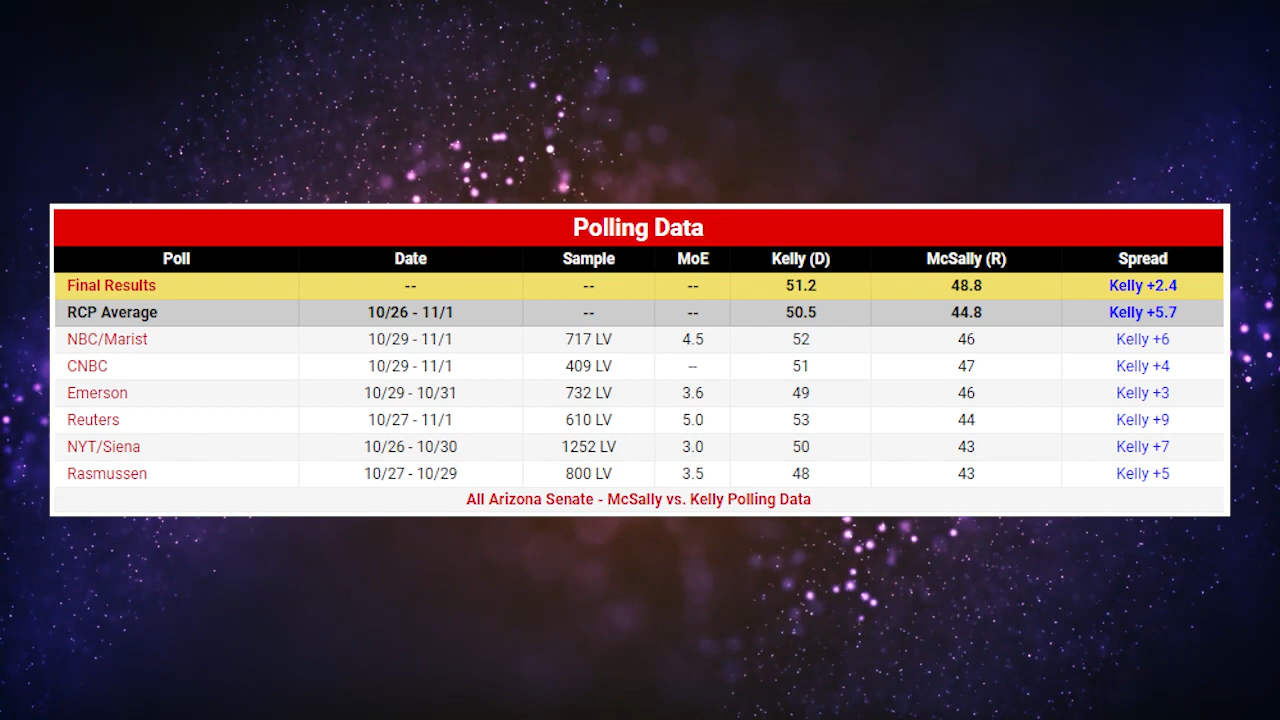 Polling Data
Poll Date Sample MoE Kelly (D) McSally (R) Spread
Final Results -- -- -- 51.2 48.8 Kelly +2.4
RCP Average 10/26 - 11/1 -- -- 50.5 44.8 Kelly +5.7
NBC/Marist 10/29 - 11/1 717 LV 4.5 52 46 Kelly +6
CNBC 10/29 - 11/1 409 LV -- 51 47 Kelly +4
Emerson 10/29 - 10/31 732 LV 3.6 49 46 Kelly +3
Reuters 10/27 - 11/1 610 LV 5.0 53 44 Kelly +9
NYT/Siena 10/26 - 10/30 1252 LV 3.0 50 43 Kelly +7
Rasmussen 10/27 - 10/29 800 LV 3.5 48 43 Kelly +5
All Arizona Senate - McSally vs. Kelly Polling Data